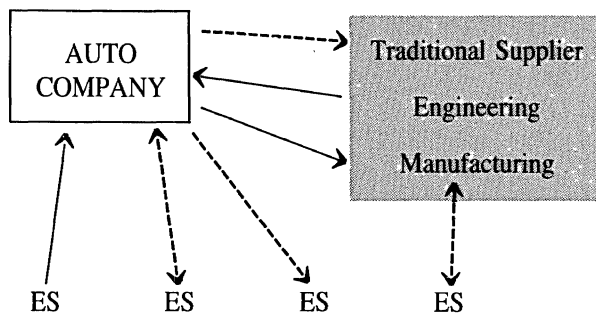 AUTO
COMPANY
Traditional Supplier
Engineering
Manufacturing
ES ES ES ES